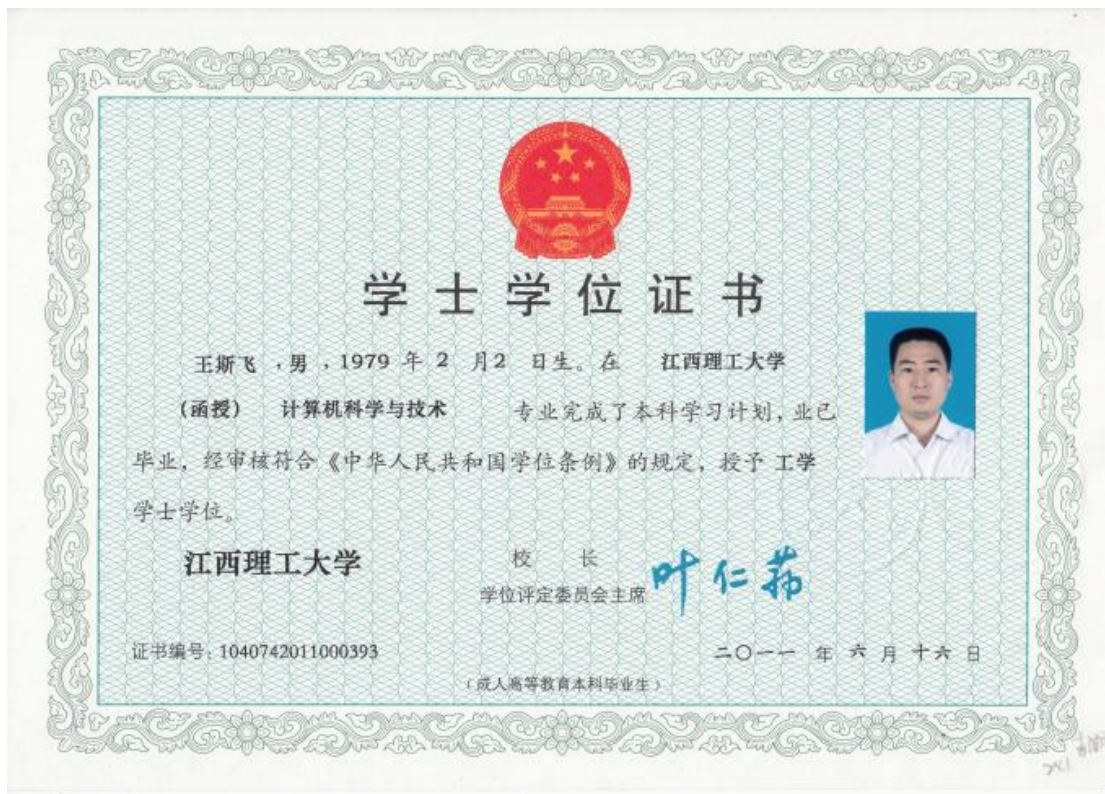 学士学位证书
王斯飞，男，1979 年 2 月2 日生。在 江西理工大学
（函授） 计算机科学与技术 专业完成了本科学习计划，业已
毕业，经审核符合《中华人民共和国学位条例》的规定，授予 工学
学士学位。
江西理工大学
校 长
学位评定委员会主席
叶仁荪
证书编号：1040742011000393
二〇一一 年 六 月 十六 日
（成人高等教育本科毕业生）